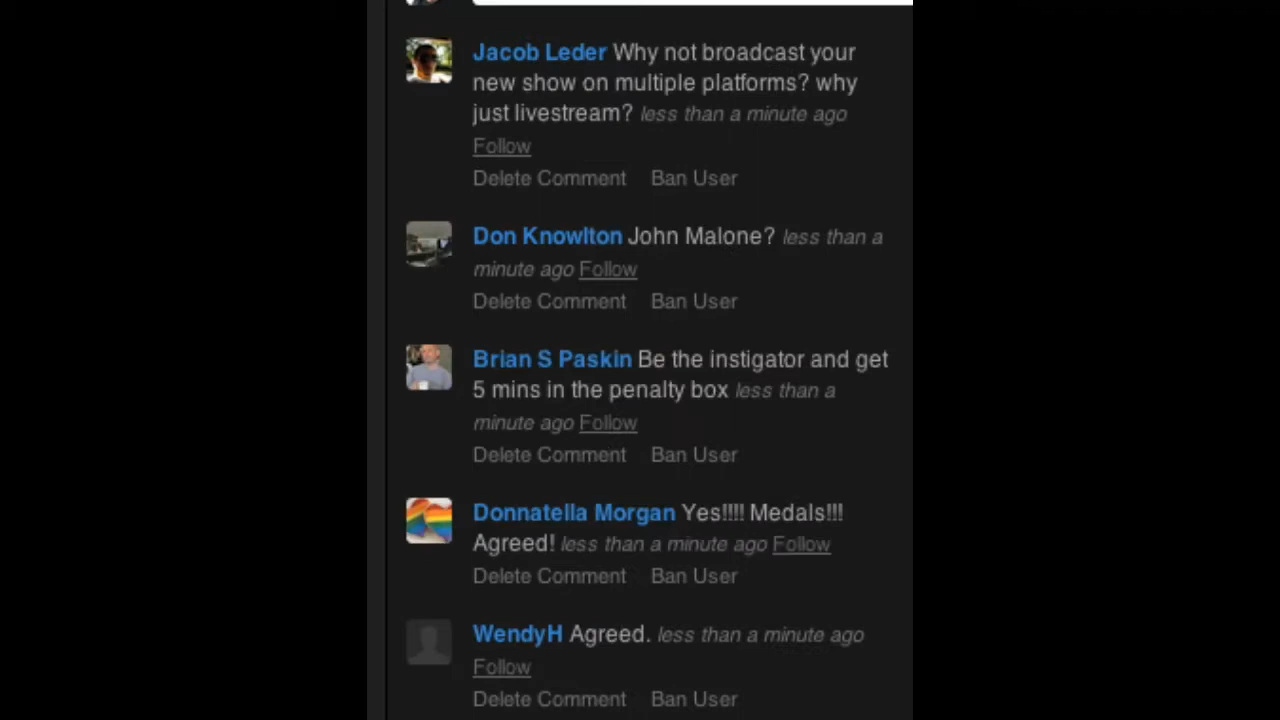 Jacob Leder Why not broadcast your
new show on multiple platforms? why
just livestream? less than a minute ago
Follow
Delete Comment Ban User
Don Knowlton John Malone? less than a
minute ago Follow
Delete Comment Ban User
Brian S Paskin Be the instigator and get
5 mins in the penalty box less than a
minute ago Follow
Delete Comment Ban User
Donnatella Morgan Yes!!!! Medals!!!
Agreed! less than a minute ago Follow
Delete Comment Ban User
WendyH Agreed. less than a minute ago
Follow
Delete Comment Ban User